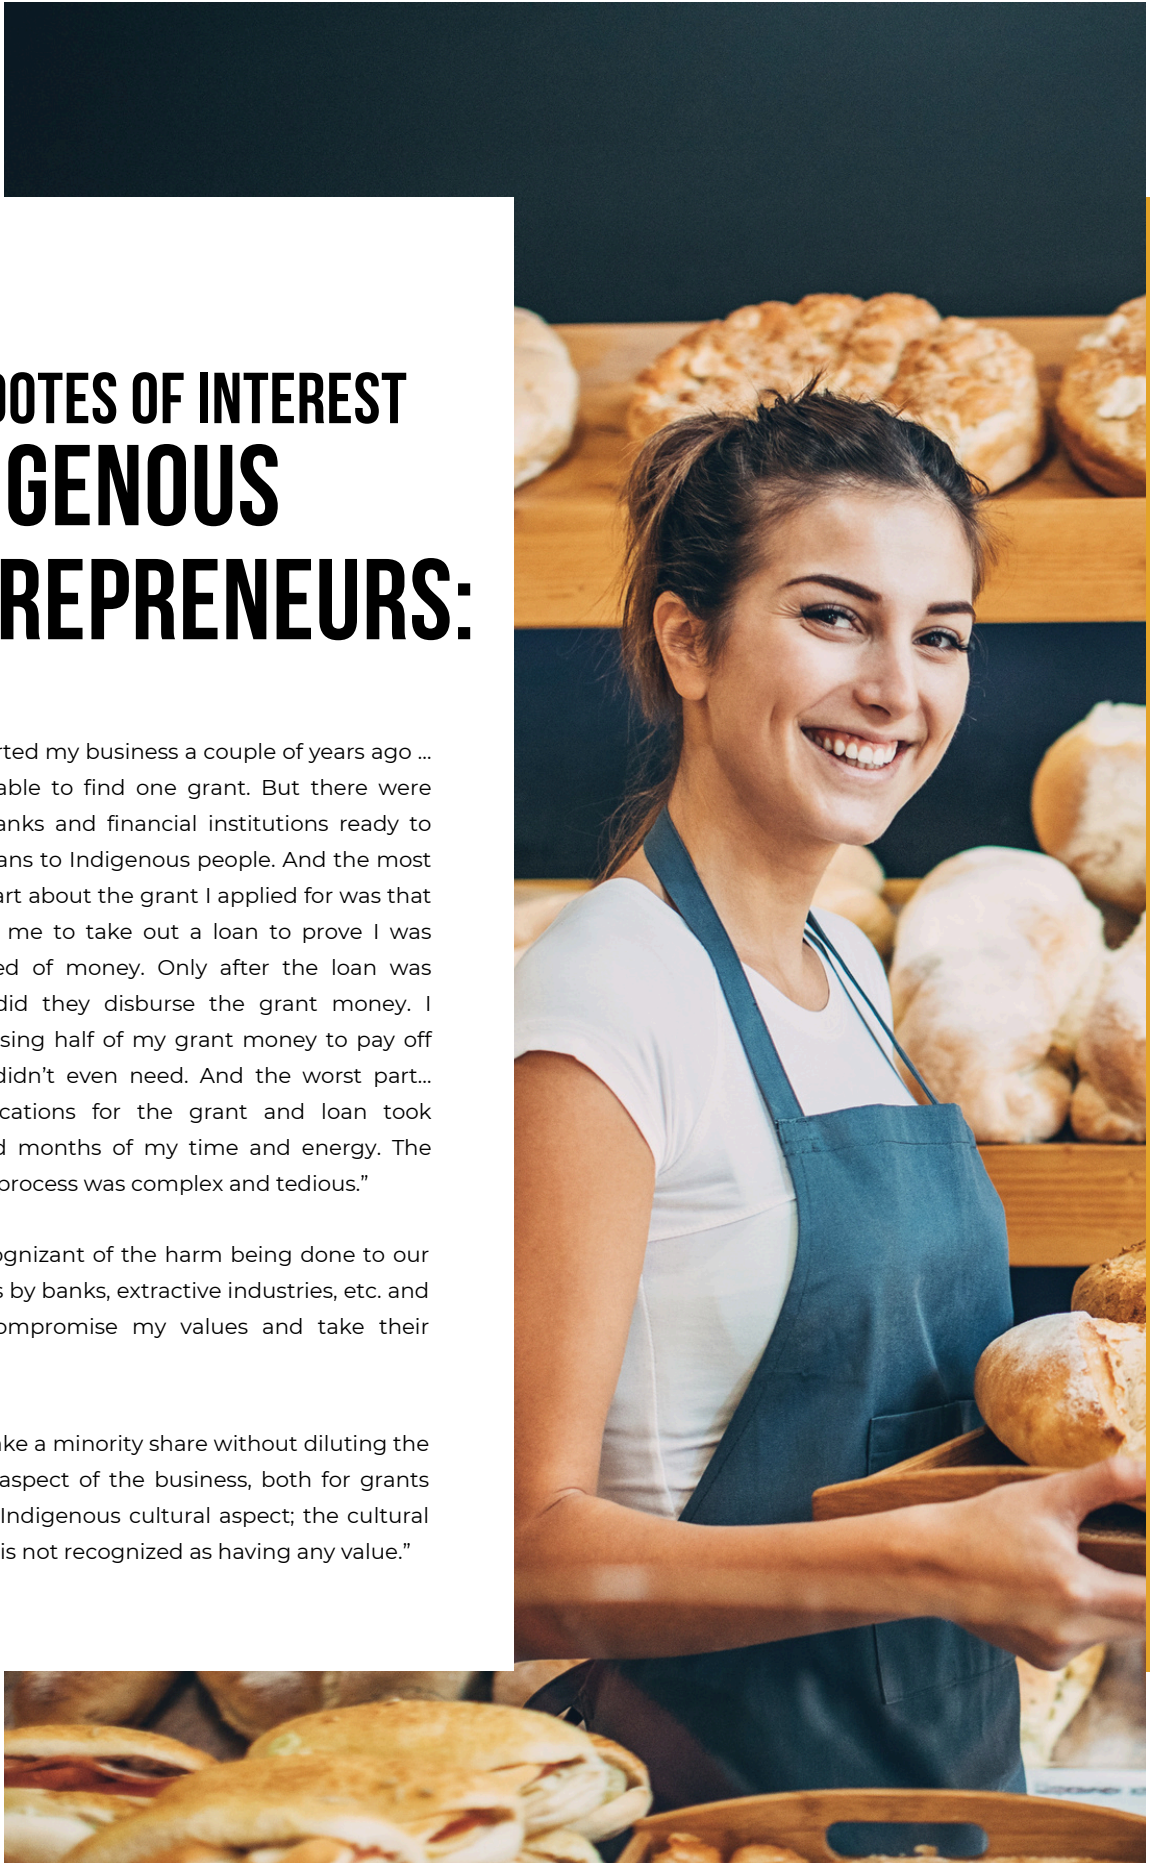 OTES OF INTEREST
GENOUS
REPRENEURS:
rted my business a couple of years ago ...
able to find one grant. But there were
anks and financial institutions ready to
ans to Indigenous people. And the most
art about the grant I applied for was that
me to take out a loan to prove I was
ed of money. Only after the loan was
did they disburse the grant money. I
sing half of my grant money to pay off
didn’t even need. And the worst part...
cations for the grant and loan took
d months of my time and energy. The
process was complex and tedious.”
ognizant of the harm being done to our
s by banks, extractive industries, etc. and
ompromise my values and take their
ake a minority share without diluting the
aspect of the business, both for grants
Indigenous cultural aspect; the cultural
is not recognized as having any value.”